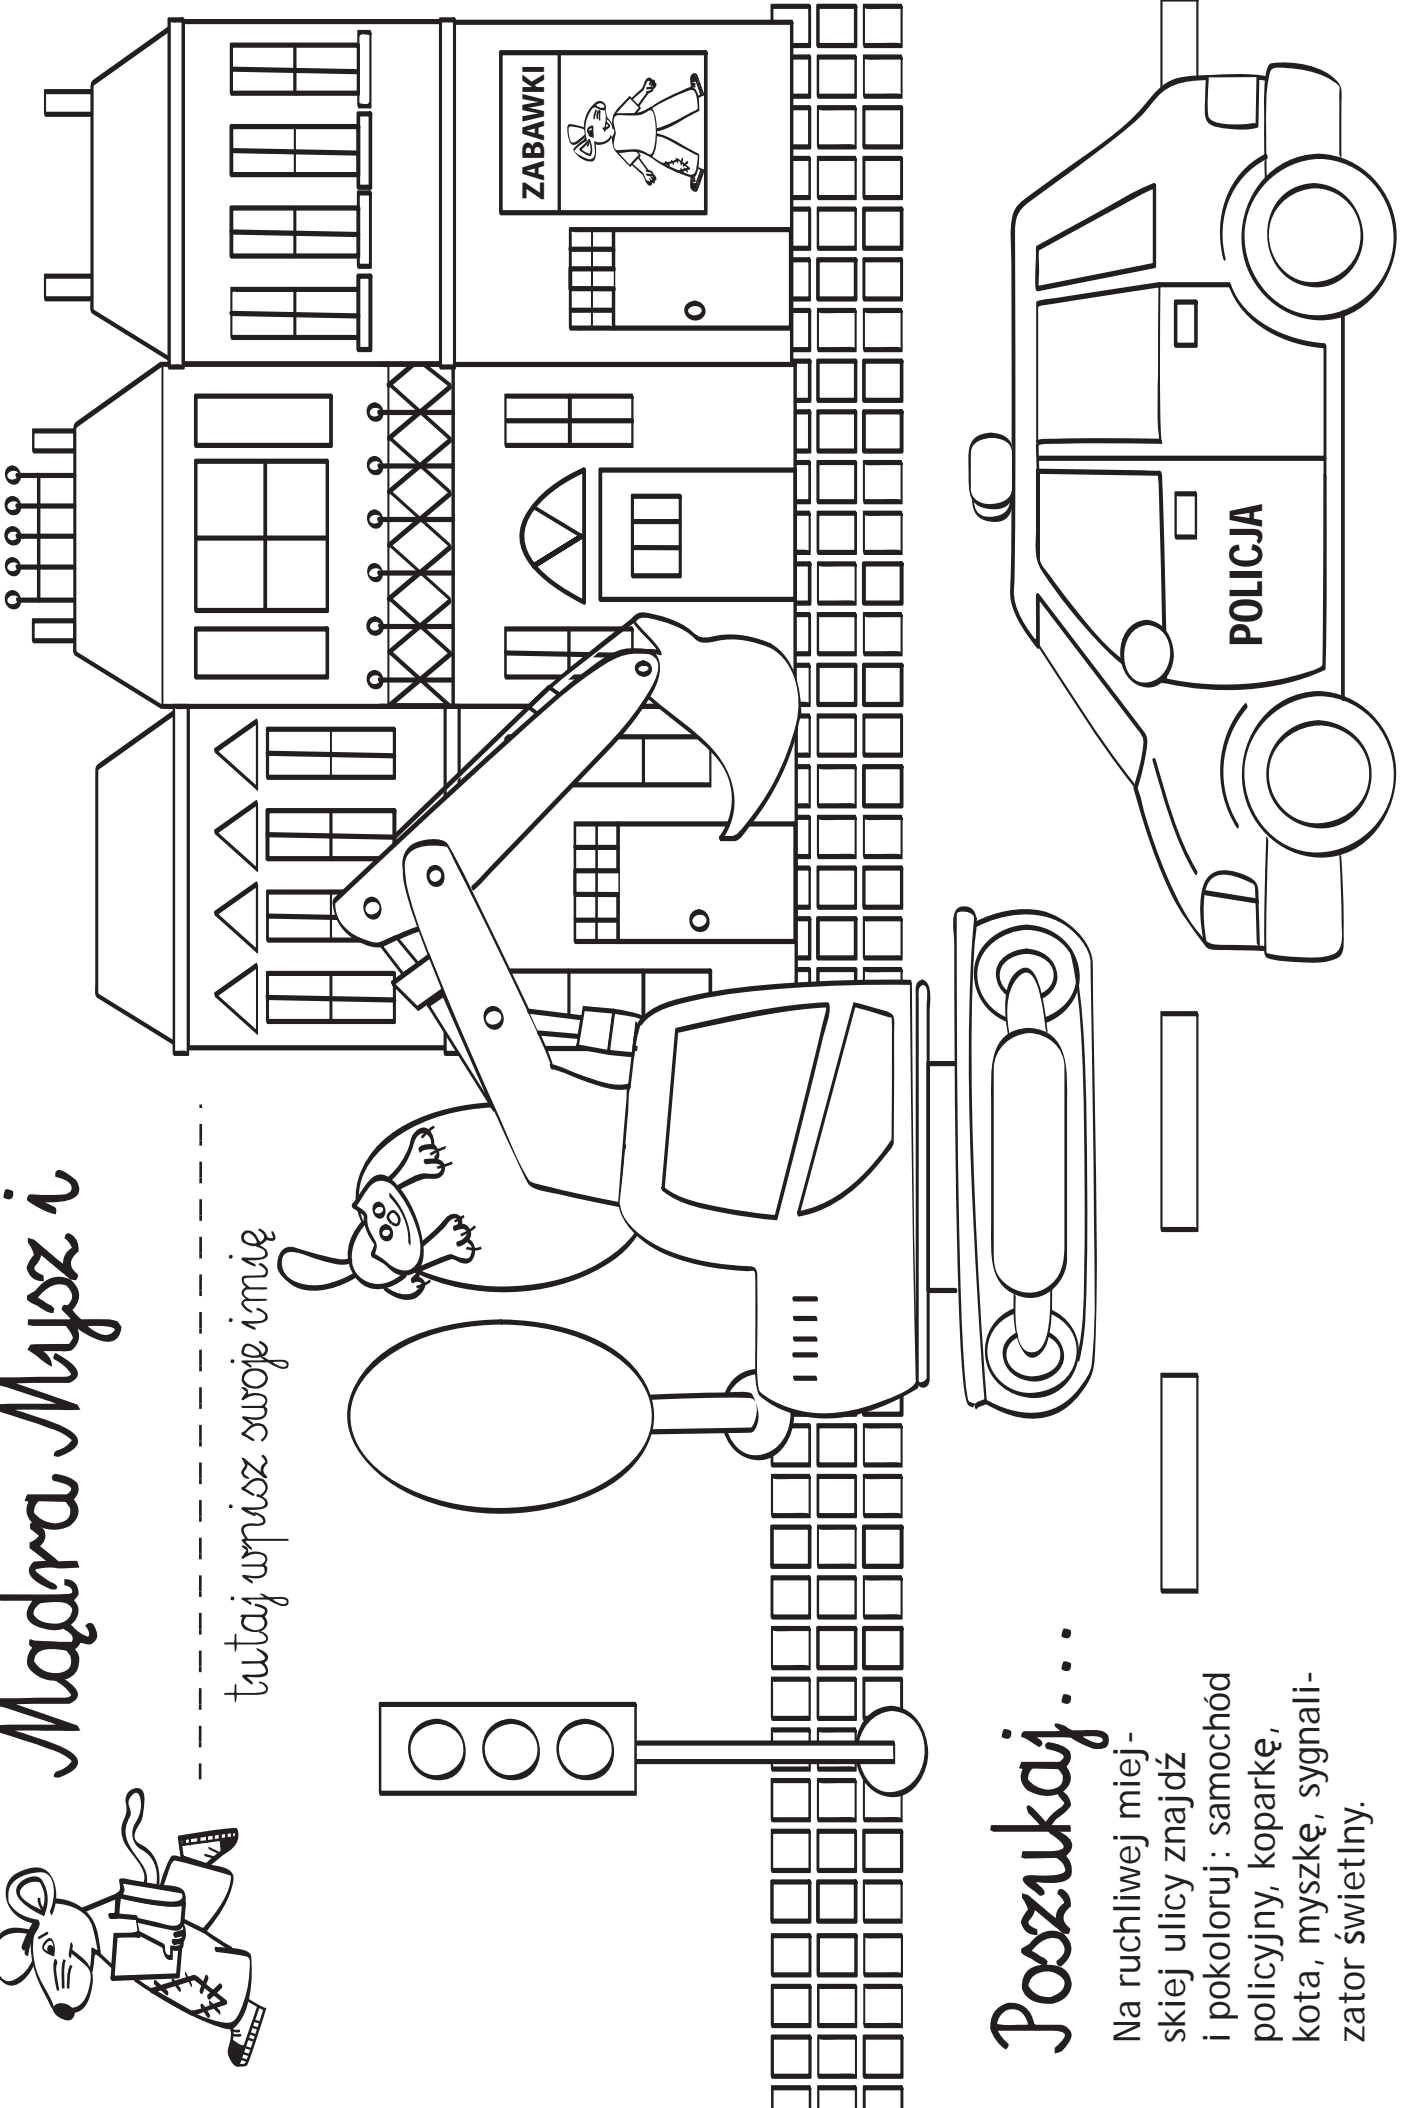 Mądra Mysz i
tutaj wpisz swoje imię
ZABAWKI
POLICJA
Poszukaj...
Na ruchliwej miej-
skiej ulicy znajdź
i pokoloruj: samochód
policyjny, koparkę,
kota, myszkę, sygnali-
zator świetlny.